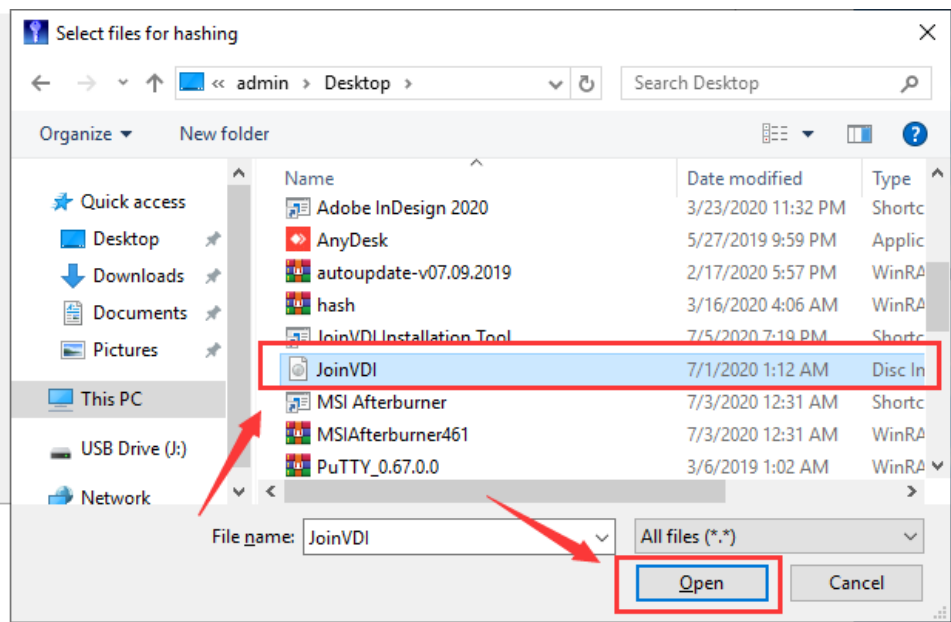 Select files for hashing
« admin › Desktop ›
Search Desktop
Organize
New folder
Name
Date modified
Type
Quick access
Desktop
Downloads
Documents
Pictures
This PC
USB Drive (J:)
Network
Adobe InDesign 2020 3/23/2020 11:32 PM Shortc
AnyDesk 5/27/2019 9:59 PM Applic
autoupdate-v07.09.2019 2/17/2020 5:57 PM WinRA
hash 3/16/2020 4:06 AM WinRA
JoinVDI Installation Tool 7/5/2020 7:19 PM Shortc
JoinVDI 7/1/2020 1:12 AM Disc In
MSI Afterburner 7/3/2020 12:31 AM Shortc
MSIAfterburner461 7/3/2020 12:31 AM WinRA
PuTTY_0.67.0.0 3/6/2019 1:02 AM WinRA
File name: JoinVDI
All files (*.*)
Open
Cancel